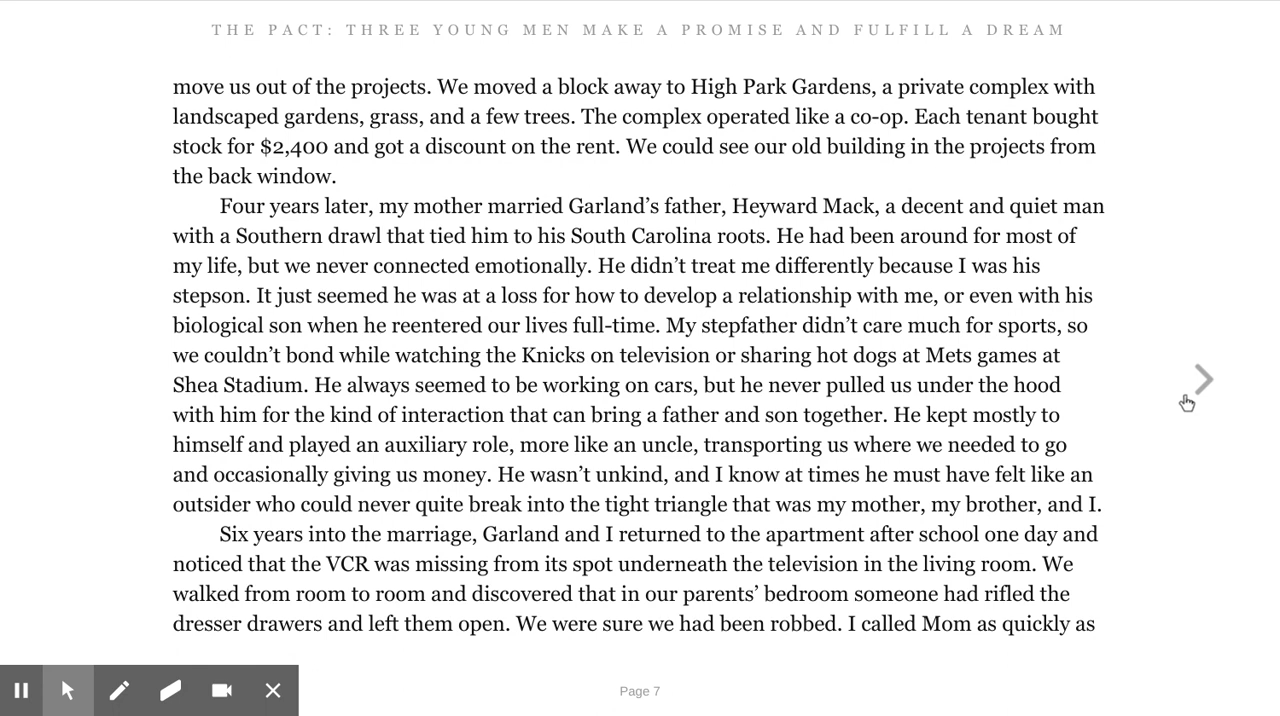 THE PACT: THREE YOUNG MEN MAKE A PROMISE AND FULFILL A DREAM
move us out of the projects. We moved a block away to High Park Gardens, a private complex with
landscaped gardens, grass, and a few trees. The complex operated like a co-op. Each tenant bought
stock for $2,400 and got a discount on the rent. We could see our old building in the projects from
the back window.
Four years later, my mother married Garland’s father, Heyward Mack, a decent and quiet man
with a Southern drawl that tied him to his South Carolina roots. He had been around for most of
my life, but we never connected emotionally. He didn’t treat me differently because I was his
stepson. It just seemed he was at a loss for how to develop a relationship with me, or even with his
biological son when he reentered our lives full-time. My stepfather didn’t care much for sports, so
we couldn’t bond while watching the Knicks on television or sharing hot dogs at Mets games at
Shea Stadium. He always seemed to be working on cars, but he never pulled us under the hood
with him for the kind of interaction that can bring a father and son together. He kept mostly to
himself and played an auxiliary role, more like an uncle, transporting us where we needed to go
and occasionally giving us money. He wasn’t unkind, and I know at times he must have felt like an
outsider who could never quite break into the tight triangle that was my mother, my brother, and I.
Six years into the marriage, Garland and I returned to the apartment after school one day and
noticed that the VCR was missing from its spot underneath the television in the living room. We
walked from room to room and discovered that in our parents’ bedroom someone had rifled the
dresser drawers and left them open. We were sure we had been robbed. I called Mom as quickly as
Page 7